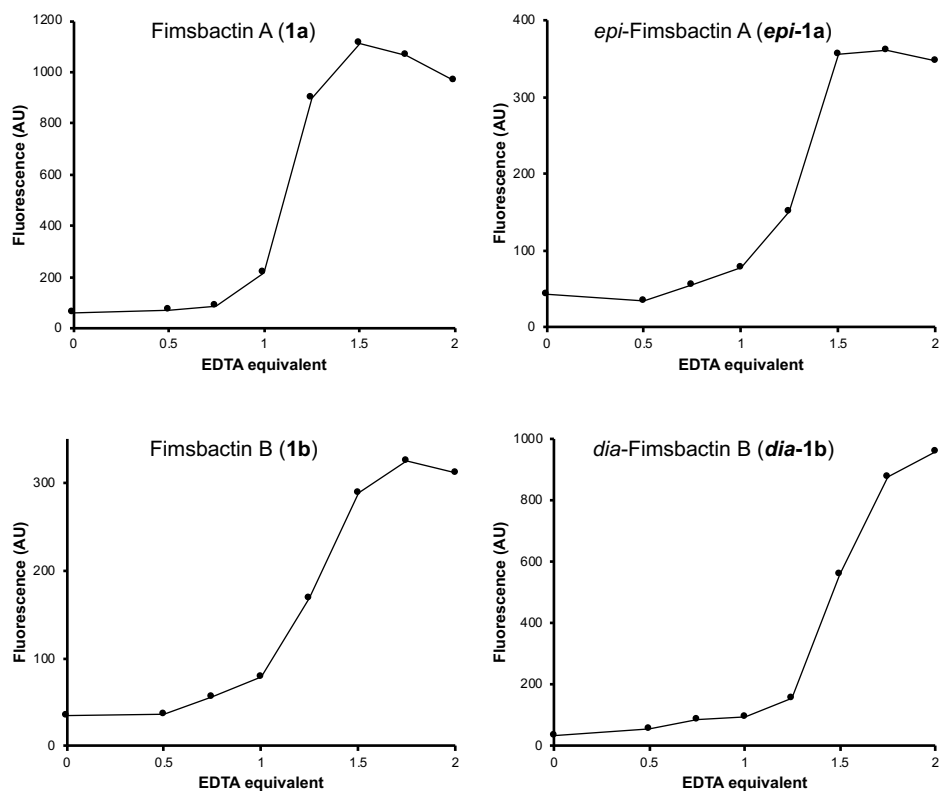 Fimsbactin A (1a)
1200
1000
800
600
400
200
0
Fluorescence (AU)
0 0.5 1 1.5 2
EDTA equivalent
epi-Fimsbactin A (epi-1a)
400
300
200
100
0
Fluorescence (AU)
0 0.5 1 1.5 2
EDTA equivalent
Fimsbactin B (1b)
300
200
100
0
Fluorescence (AU)
0 0.5 1 1.5 2
EDTA equivalent
dia-Fimsbactin B (dia-1b)
1000
800
600
400
200
0
Fluorescence (AU)
0 0.5 1 1.5 2
EDTA equivalent